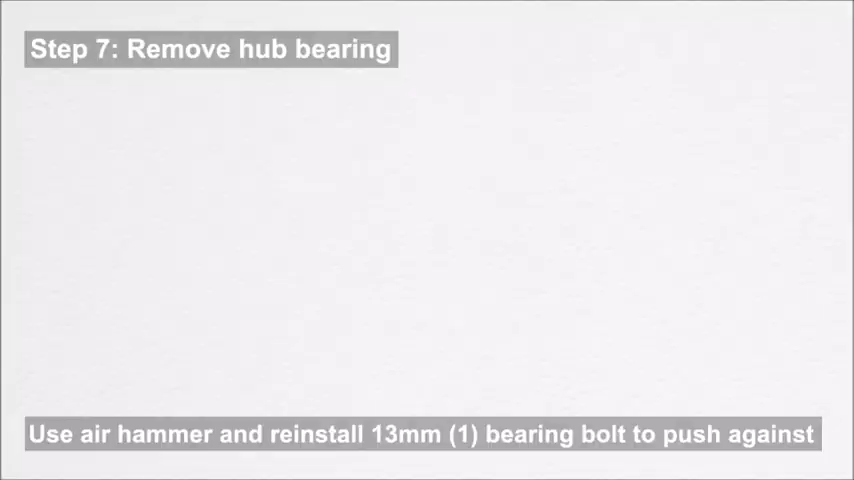 Step 7: Remove hub bearing
Use air hammer and reinstall 13mm (1) bearing bolt to push against